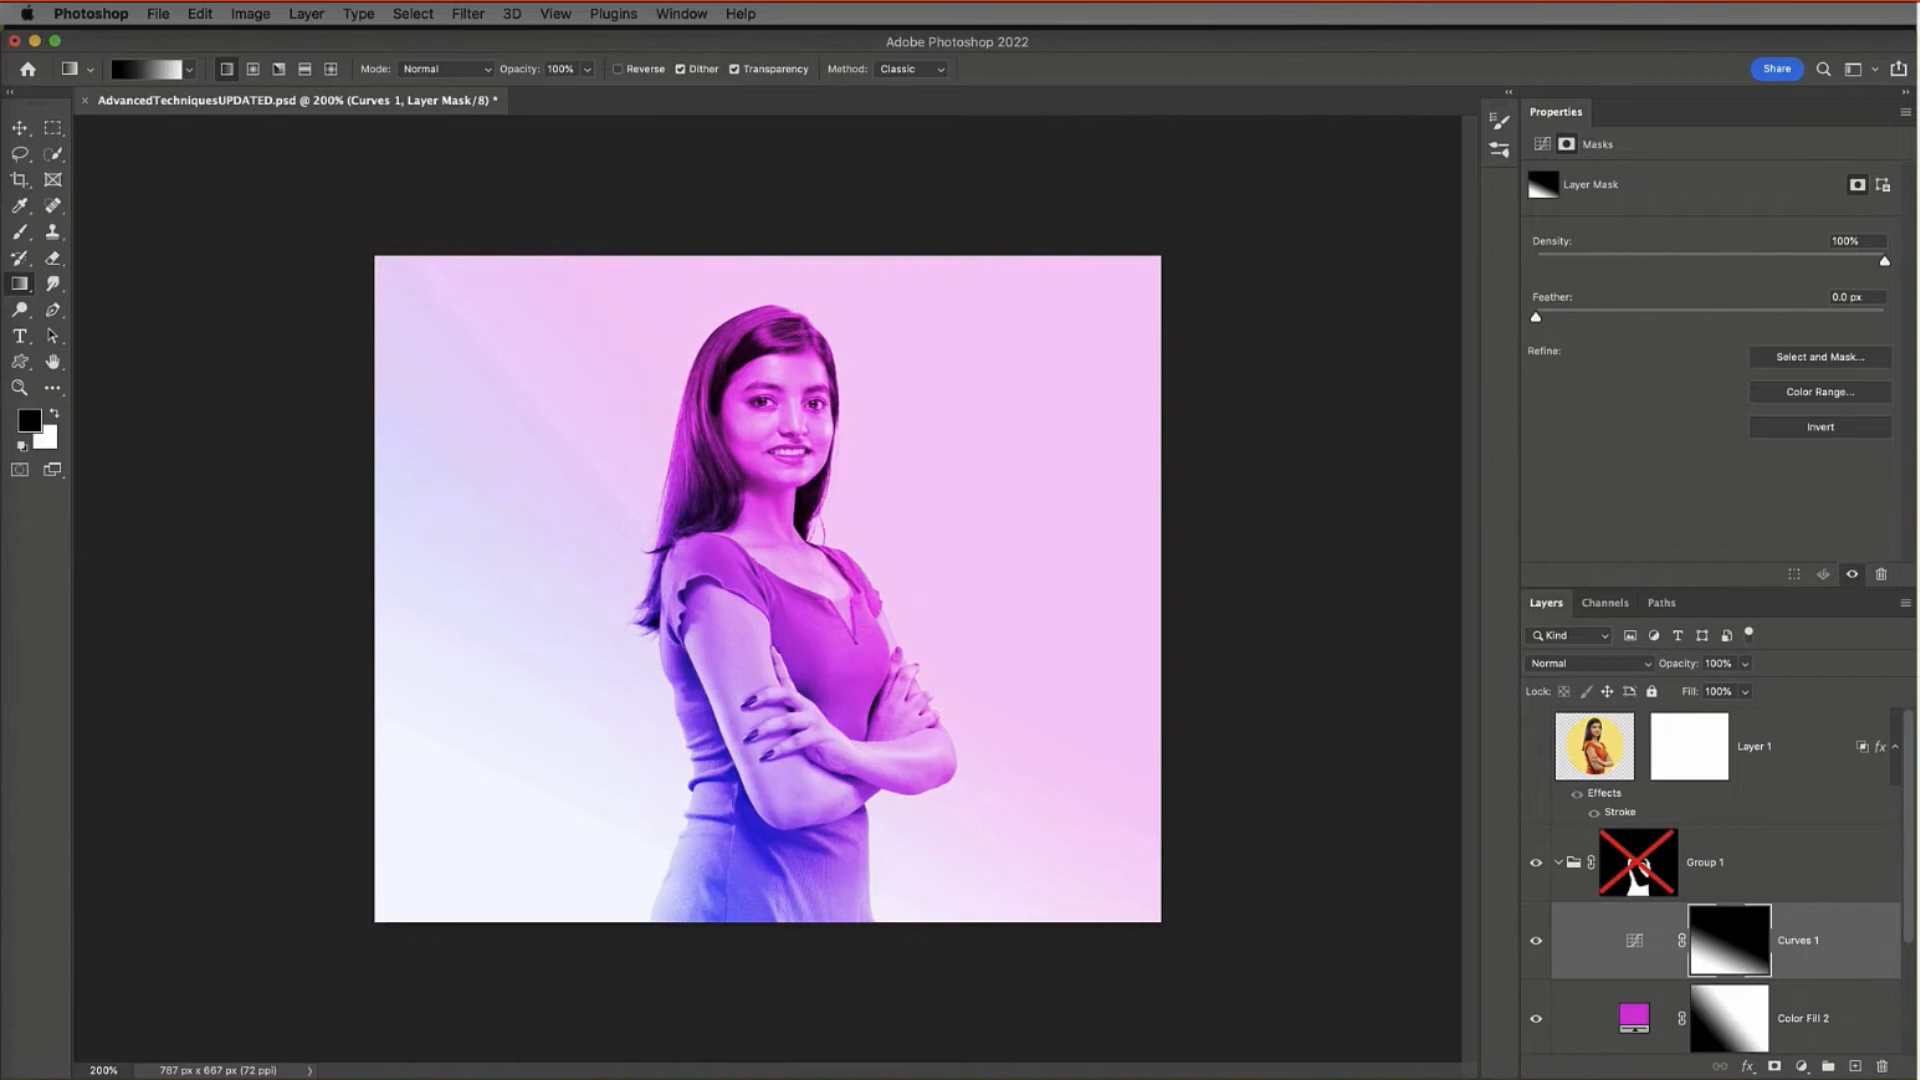 Photoshop File Edit Image Layer Type Select Filter 3D View Plugins Window Help
Adobe Photoshop 2022
Mode: Normal Opacity: 100% Reverse Dither Transparency Method: Classic Share
AdvancedTechniquesUPDATED.psd @ 200% (Curves 1, Layer Mask/8) *
Properties
Masks
Layer Mask
Density: 100%
Feather: 0.0 px
Refine:
Select and Mask...
Color Range...
Invert
Layers Channels Paths
Kind
Normal Opacity: 100%
Lock: Fill: 100%
Layer 1
Effects
Stroke
Group 1
Curves 1
Color Fill 2
200% 787 px x 667 px (72 ppi)